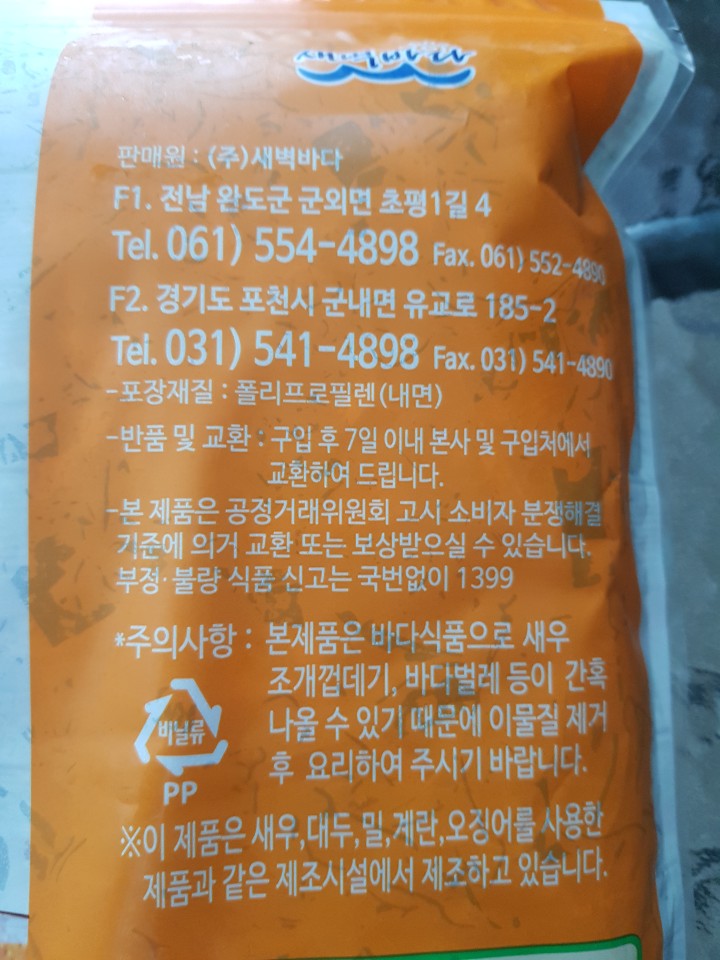 새벽바다
판매원 : (주)새벽바다
F1. 전남 완도군 군외면 초평1길 4
Tel. 061) 554-4898 Fax. 061) 552-4890
F2. 경기도 포천시 군내면 유교로 185-2
Tel. 031) 541-4898 Fax. 031) 541-4890
-포장재질 : 폴리프로필렌(내면)
-반품 및 교환 : 구입 후 7일 이내 본사 및 구입처에서
교환하여 드립니다.
-본 제품은 공정거래위원회 고시 소비자 분쟁해결
기준에 의거 교환 또는 보상받으실 수 있습니다.
부정·불량 식품 신고는 국번없이 1399
*주의사항 : 본제품은 바다식품으로 새우
조개껍데기, 바다벌레 등이 간혹
나올 수 있기 때문에 이물질 제거
후 요리하여 주시기 바랍니다.
비닐류
PP
※이 제품은 새우,대두,밀,계란,오징어를 사용한
제품과 같은 제조시설에서 제조하고 있습니다.